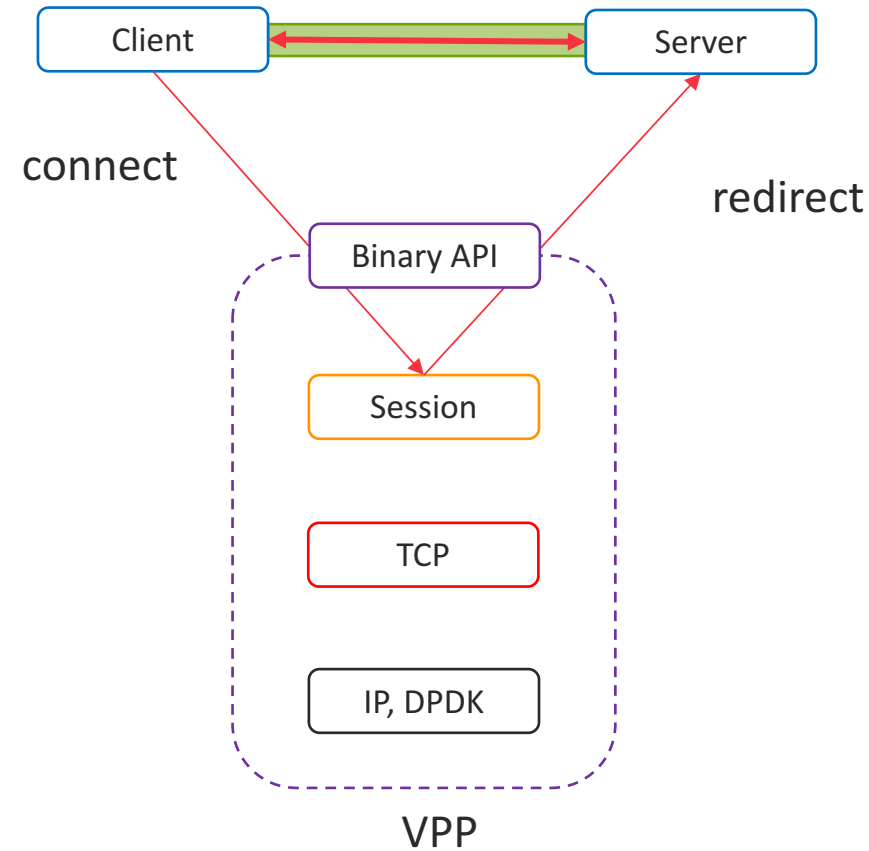 Client
Server
connect
redirect
Binary API
Session
TCP
IP, DPDK
VPP